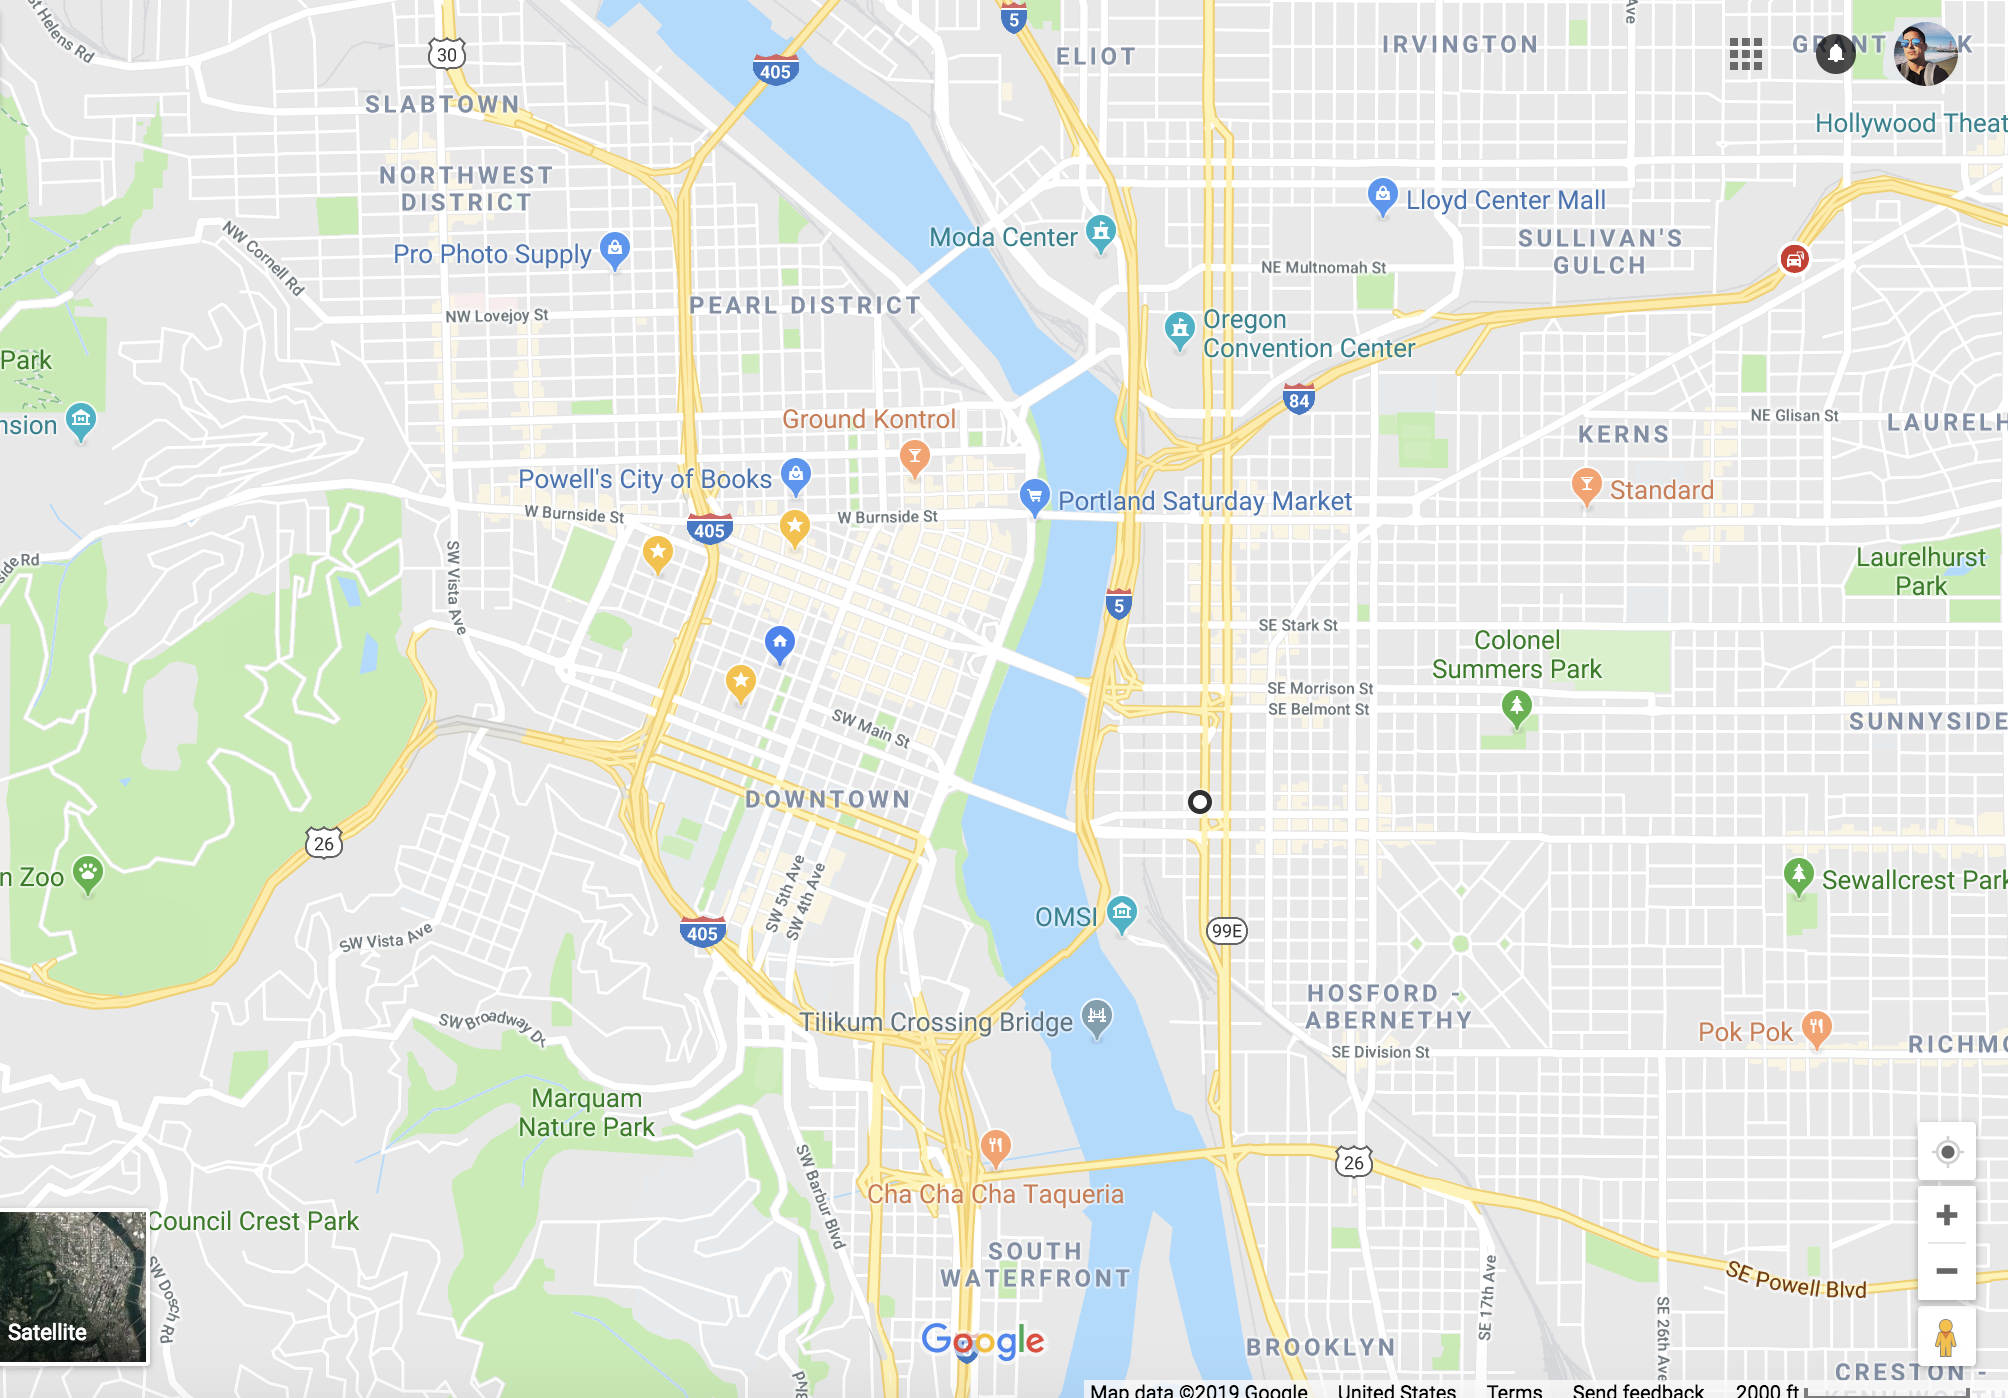 St Helens Rd
30
405
5
ELIOT
IRVINGTON
Ave
SLABTOWN
Hollywood Theat
NORTHWEST
DISTRICT
NW Cornell Rd
Pro Photo Supply
Moda Center
Lloyd Center Mall
SULLIVAN'S
GULCH
NE Multnomah St
NW Lovejoy St
PEARL DISTRICT
Oregon
Convention Center
Park
84
nsion
Ground Kontrol
NE Glisan St
KERNS
LAURELH
Powell's City of Books
Portland Saturday Market
Standard
W Burnside St
405
W Burnside St
side Rd
SW Vista Ave
Laurelhurst
Park
5
SE Stark St
Colonel
Summers Park
SE Morrison St
SE Belmont St
SW Main St
SUNNYSIDE
DOWNTOWN
26
n Zoo
SW 5th Ave
SW 4th Ave
Sewallcrest Park
OMSI
405
SW Vista Ave
99E
HOSFORD -
ABERNETHY
SW Broadway Dr
Tilikum Crossing Bridge
Pok Pok
SE Division St
RICHMO
Marquam
Nature Park
SW Barbur Blvd
26
Cha Cha Cha Taqueria
Council Crest Park
SOUTH
WATERFRONT
SW Dosch Rd
SE 17th Ave
SE Powell Blvd
SE 26th Ave
Satellite
Google
BROOKLYN
CRESTON -
Map data ©2019 Google United States Terms Send feedback 2000 ft